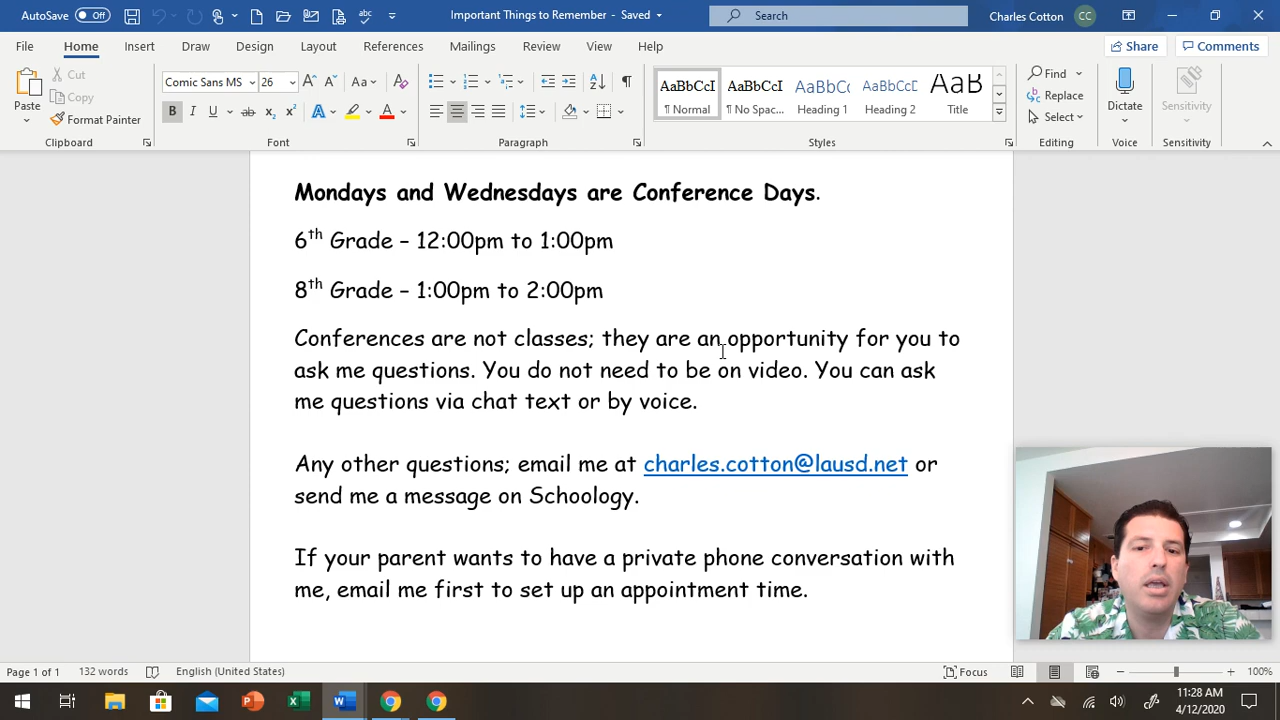 AutoSave Off Important Things to Remember - Saved Search Charles Cotton CC
File Home Insert Draw Design Layout References Mailings Review View Help Share Comments
Paste Cut Copy Format Painter
Clipboard
Comic Sans MS 26
B I U ab
Font
Paragraph
AaBbCcI AaBbCcI AaBbCc AaBbCcD AaB
¶ Normal ¶ No Spac... Heading 1 Heading 2 Title
Styles
Find Replace Select
Editing
Dictate
Voice
Sensitivity
Sensitivity
Mondays and Wednesdays are Conference Days.
6th Grade – 12:00pm to 1:00pm
8th Grade – 1:00pm to 2:00pm
Conferences are not classes; they are an opportunity for you to
ask me questions. You do not need to be on video. You can ask
me questions via chat text or by voice.
Any other questions; email me at charles.cotton@lausd.net or
send me a message on Schoology.
If your parent wants to have a private phone conversation with
me, email me first to set up an appointment time.
Page 1 of 1 132 words English (United States) Focus 100%
11:28 AM
4/12/2020